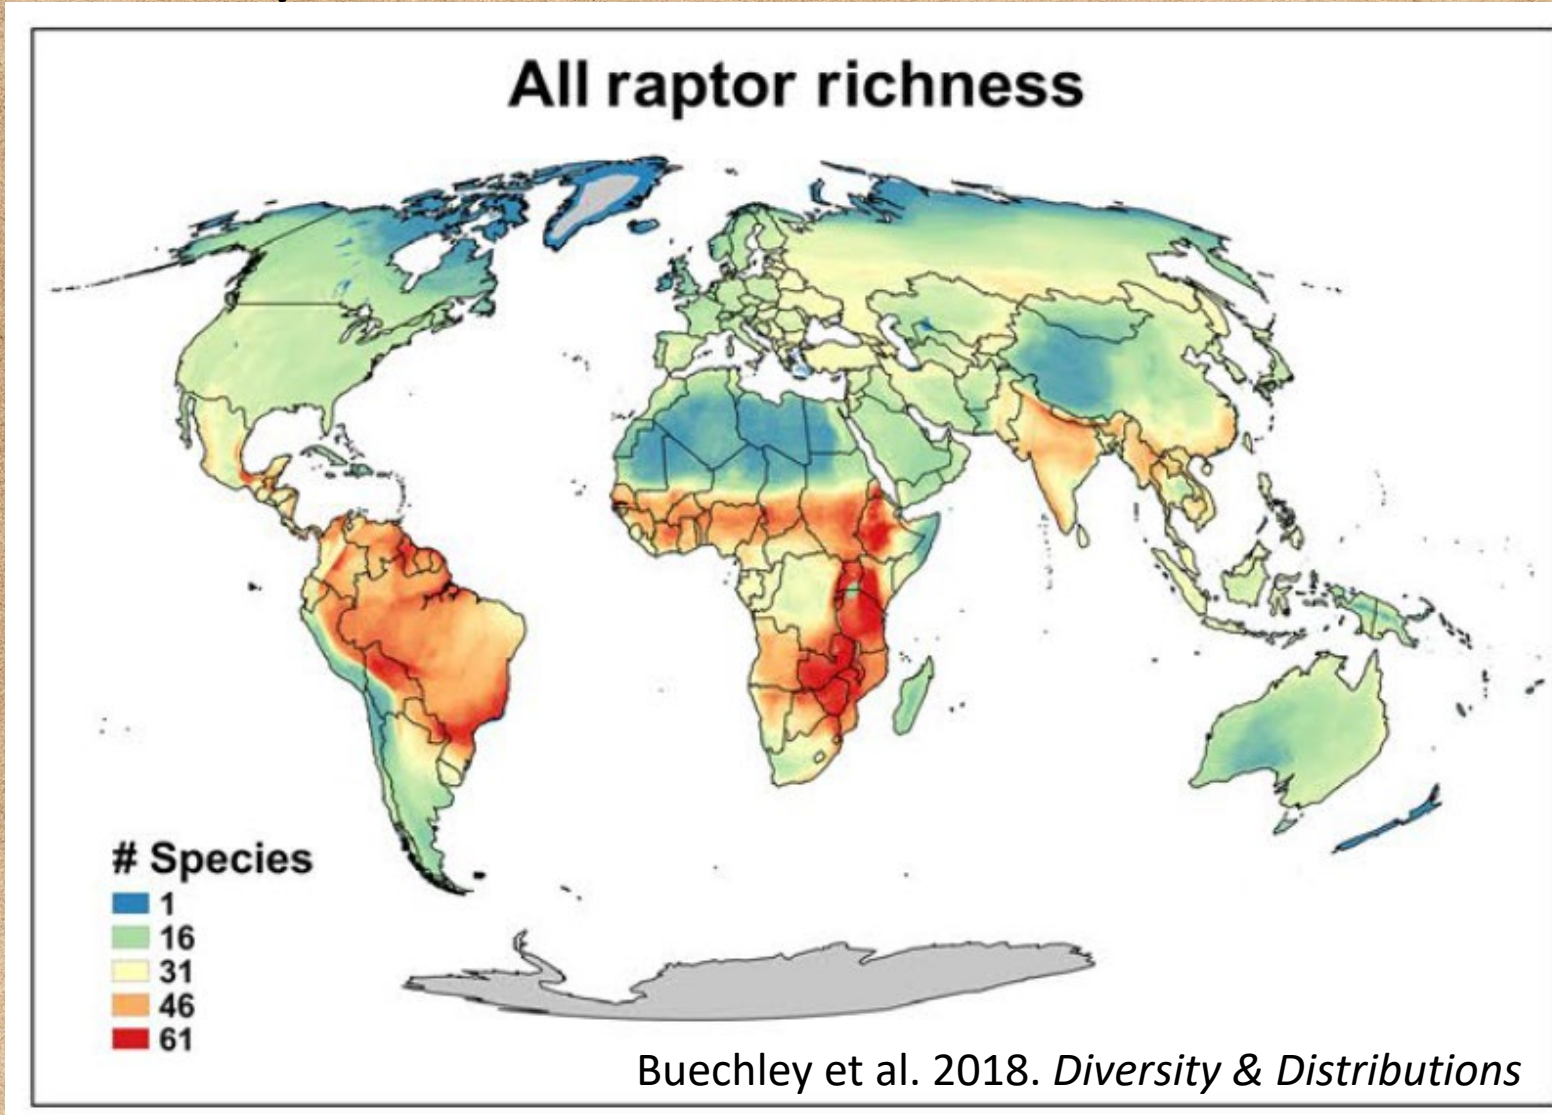 All raptor richness
# Species
1
16
31
46
61
Buechley et al. 2018. Diversity & Distributions